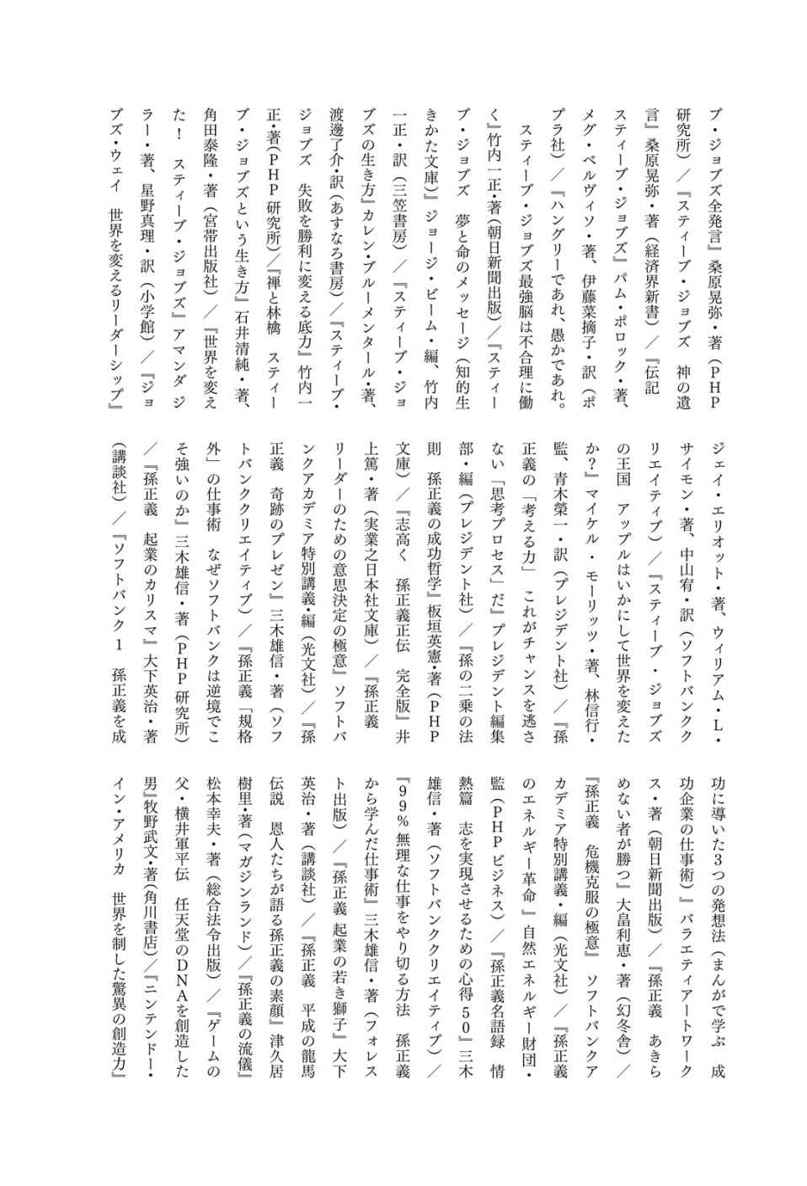 ブ・ジョブズ全発言』桑原晃弥・著（ＰＨＰ
研究所）／『スティーブ・ジョブズ　神の遺
言』桑原晃弥・著（経済界新書）／『伝記
スティーブ・ジョブズ』パム・ポロック・著、
メグ・ベルヴィソ・著、伊藤菜摘子・訳（ポ
プラ社）／『ハングリーであれ、愚かであれ。
　スティーブ・ジョブズ最強脳は不合理に働
く』竹内一正・著（朝日新聞出版）／『スティー
ブ・ジョブズ　夢と命のメッセージ（知的生
きかた文庫）』ジョージ・ビーム・編、竹内
一正・訳（三笠書房）／『スティーブ・ジョ
ブズの生き方』カレン・ブルーメンタール・著、
渡邊了介・訳（あすなろ書房）／『スティーブ・
ジョブズ　失敗を勝利に変える底力』竹内一
正・著（ＰＨＰ研究所）／『禅と林檎　スティー
ブ・ジョブズという生き方』石井清純・著、
角田泰隆・著（宮帯出版社）／『世界を変え
た！　スティーブ・ジョブズ』アマンダ ジ
ラー・著、星野真理・訳（小学館）／『ジョ
ブズ・ウェイ　世界を変えるリーダーシップ』
ジェイ・エリオット・著、ウィリアム・Ｌ・
サイモン・著、中山宥・訳（ソフトバンクク
リエイティブ）／『スティーブ・ジョブズ
の王国　アップルはいかにして世界を変えた
か？』マイケル・モーリッツ・著、林信行・
監、青木榮一・訳（プレジデント社）／『孫
正義の「考える力」　これがチャンスを逃さ
ない「思考プロセス」だ』プレジデント編集
部・編（プレジデント社）／『孫の二乗の法
則　孫正義の成功哲学』板垣英憲・著（ＰＨＰ
文庫）／『志高く　孫正義正伝　完全版』井
上篤・著（実業之日本社文庫）／『孫正義
リーダーのための意思決定の極意』ソフトバ
ンクアカデミア特別講義・編（光文社）／『孫
正義　奇跡のプレゼン』三木雄信・著（ソフ
トバンククリエイティブ）／『孫正義「規格
外」の仕事術　なぜソフトバンクは逆境でこ
そ強いのか』三木雄信・著（ＰＨＰ研究所）
／『孫正義　起業のカリスマ』大下英治・著
（講談社）／『ソフトバンク１　孫正義を成
功に導いた３つの発想法（まんがで学ぶ　成
功企業の仕事術）』バラエティアートワーク
ス・著（朝日新聞出版）／『孫正義　あきら
めない者が勝つ』大畠利恵・著（幻冬舎）／
『孫正義　危機克服の極意』　ソフトバンクア
カデミア特別講義・編（光文社）／『孫正義
のエネルギー革命』自然エネルギー財団・
監（ＰＨＰビジネス）／『孫正義名語録　情
熱篇　志を実現させるための心得50』三木
雄信・著（ソフトバンククリエイティブ）／
『９９％無理な仕事をやり切る方法　孫正義
から学んだ仕事術』三木雄信・著（フォレス
ト出版）／『孫正義 起業の若き獅子』大下
英治・著（講談社）／『孫正義　平成の龍馬
伝説　恩人たちが語る孫正義の素顔』津久居
樹里・著（マガジンランド）／『孫正義の流儀』
松本幸夫・著（総合法令出版）／『ゲームの
父・横井軍平伝　任天堂のＤＮＡを創造した
男』牧野武文・著（角川書店）／『ニンテンドー・
イン・アメリカ　世界を制した驚異の創造力』